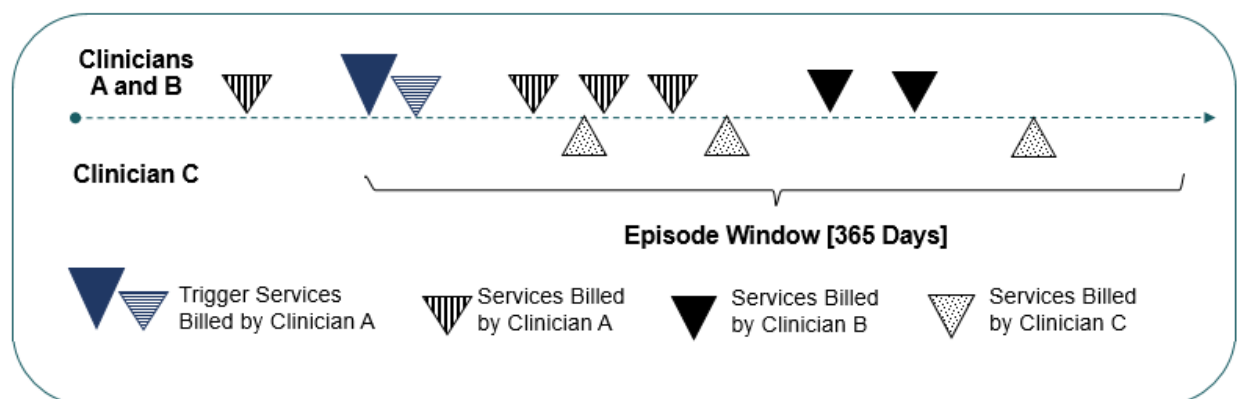 Clinicians
A and B
Clinician C
Episode Window [365 Days]
Trigger Services
Billed by Clinician A
Services Billed
by Clinician A
Services Billed
by Clinician B
Services Billed
by Clinician C